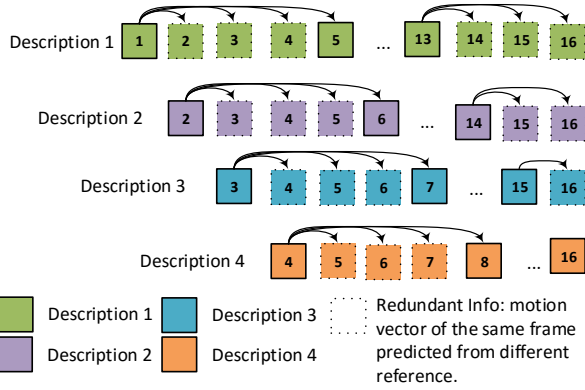 Description 1 1 2 3 4 5 ... 13 14 15 16
Description 2 2 3 4 5 6 ... 14 15 16
Description 3 3 4 5 6 7 ... 15 16
Description 4 4 5 6 7 8 ... 16
Description 1
Description 2
Description 3
Description 4
Redundant Info: motion
vector of the same frame
predicted from different
reference.